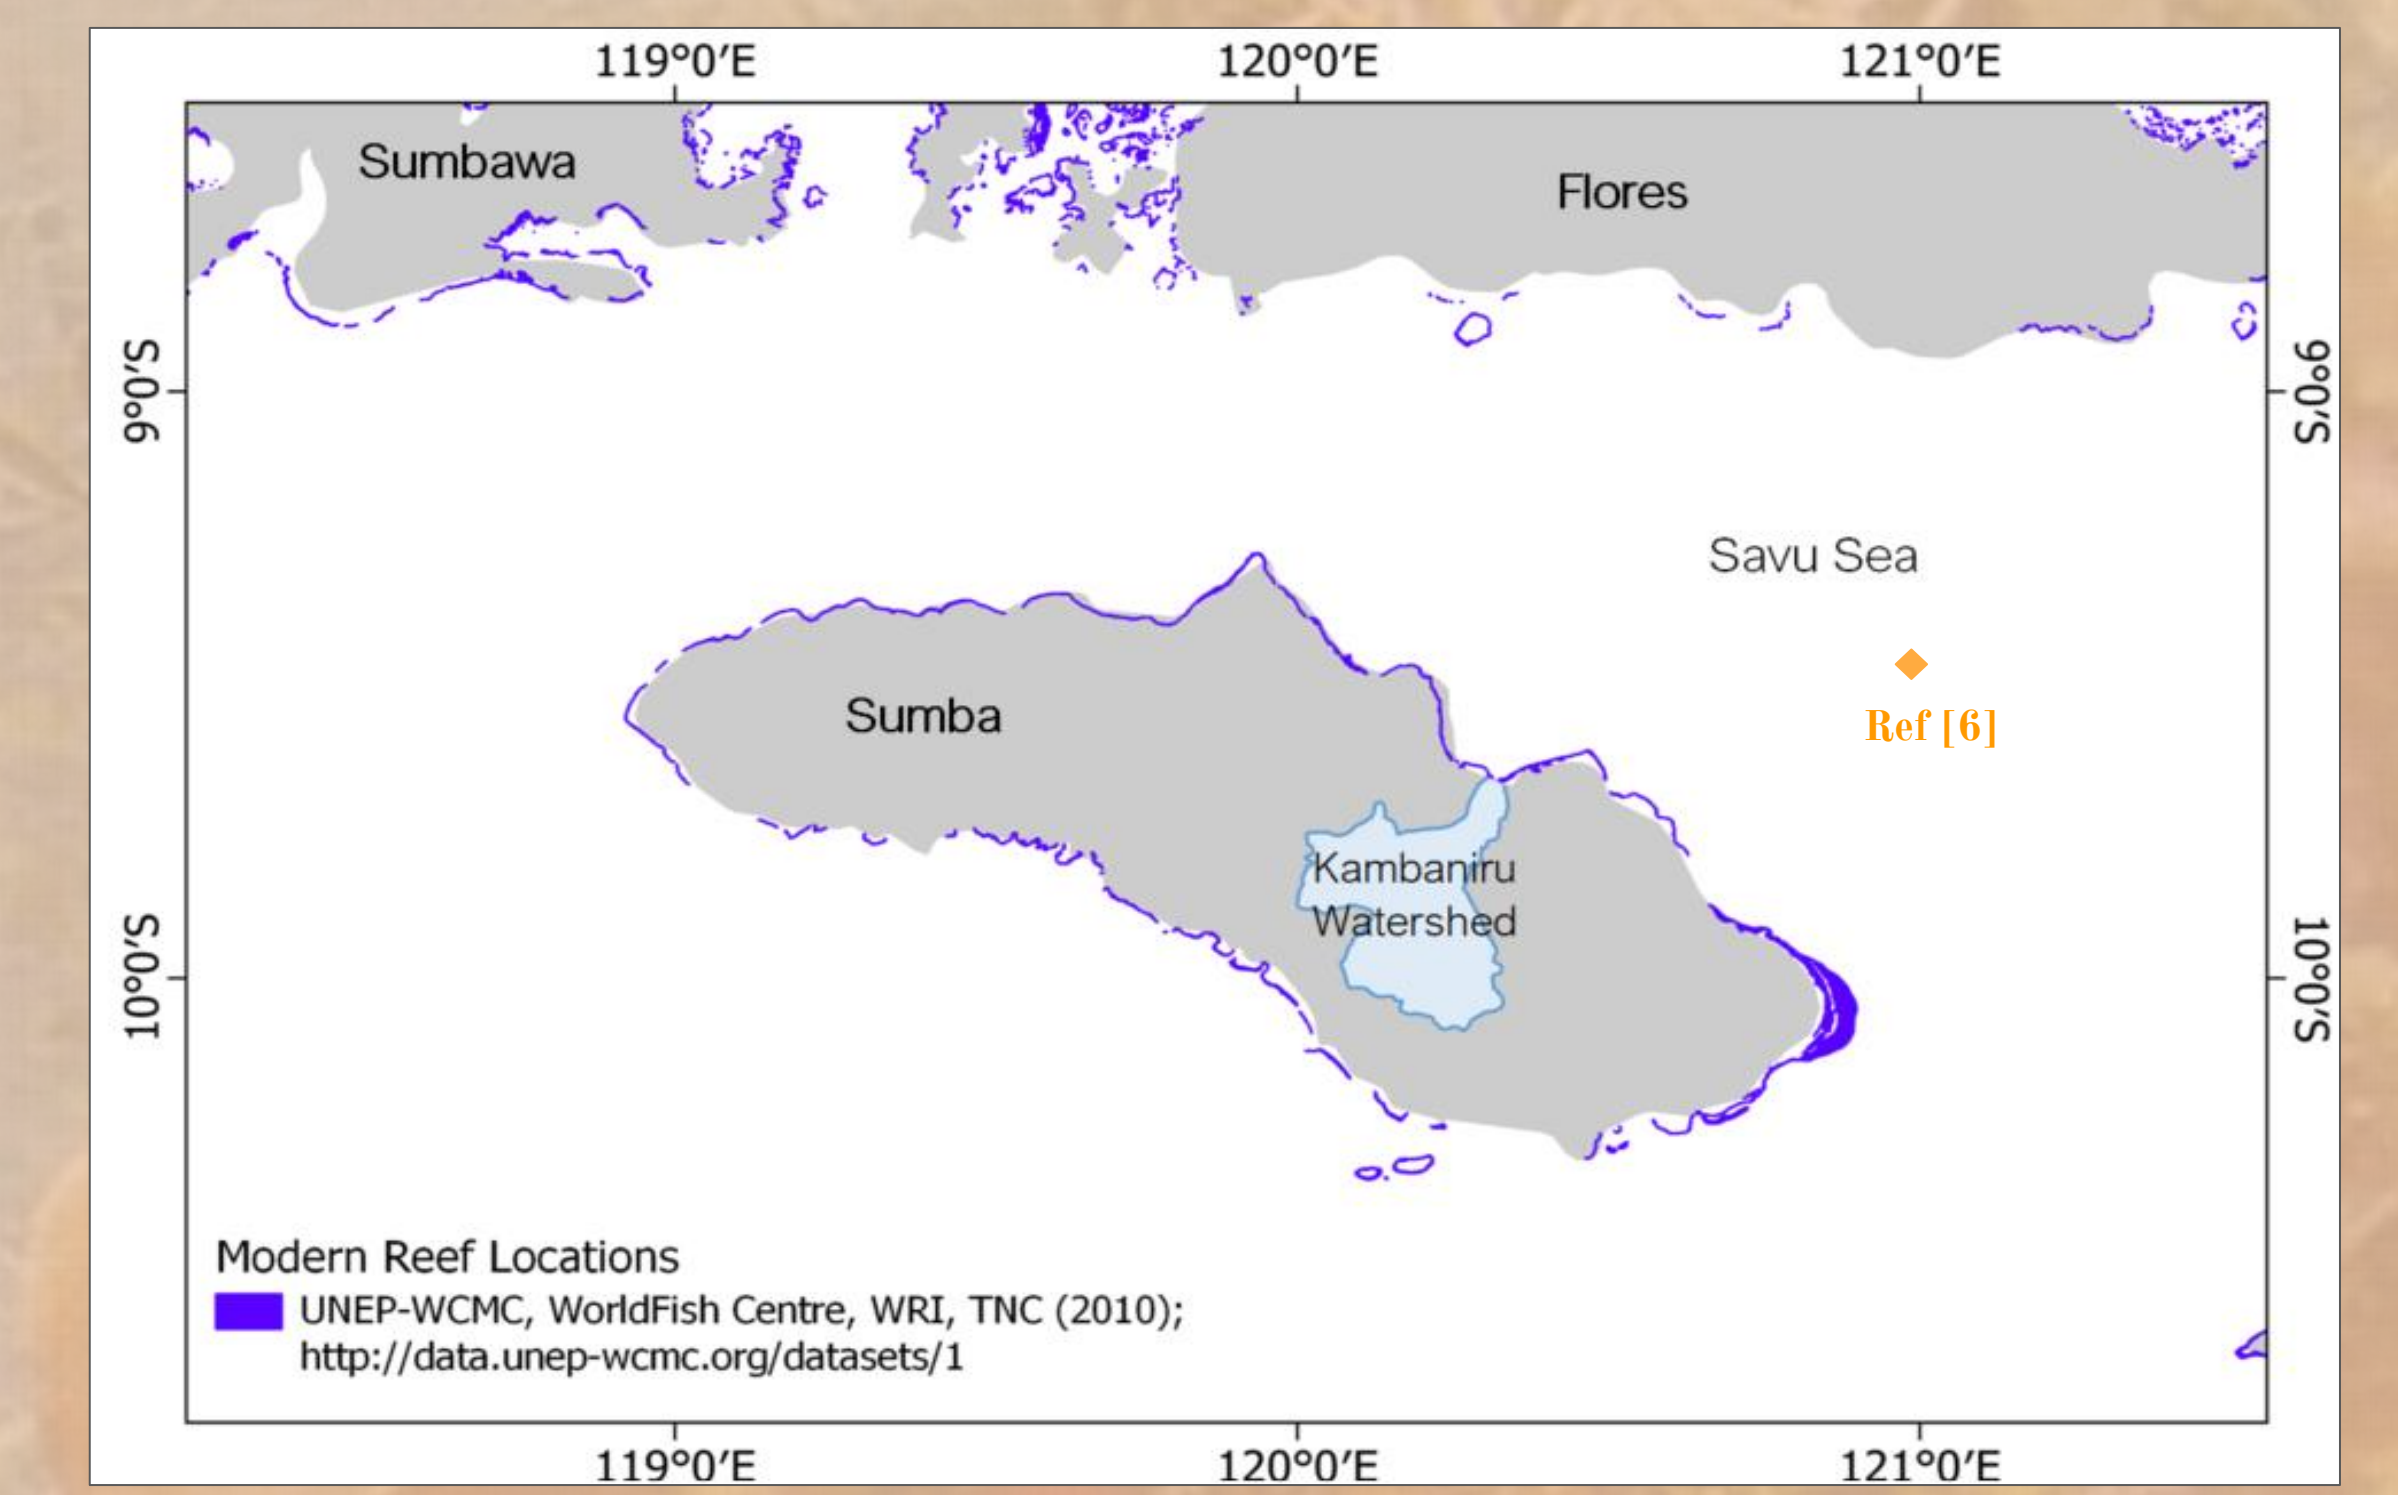 119°0′E 120°0′E 121°0′E
Sumbawa
Flores
9°0′S 9°0′S
Savu Sea
Sumba
Ref [6]
Kambaniru
Watershed
10°0′S 10°0′S
Modern Reef Locations
UNEP-WCMC, WorldFish Centre, WRI, TNC (2010);
http://data.unep-wcmc.org/datasets/1
119°0′E 120°0′E 121°0′E